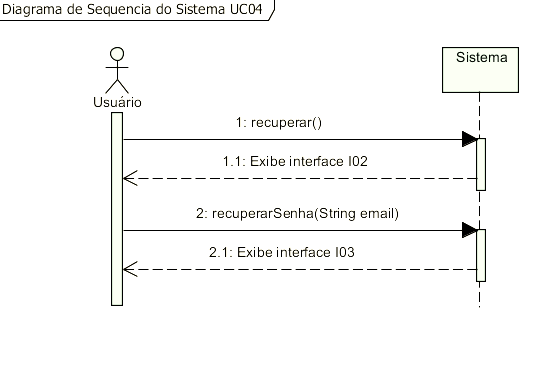 Diagrama de Sequencia do Sistema UC04
Sistema
Usuário
1: recuperar()
1.1: Exibe interface I02
2: recuperarSenha(String email)
2.1: Exibe interface I03